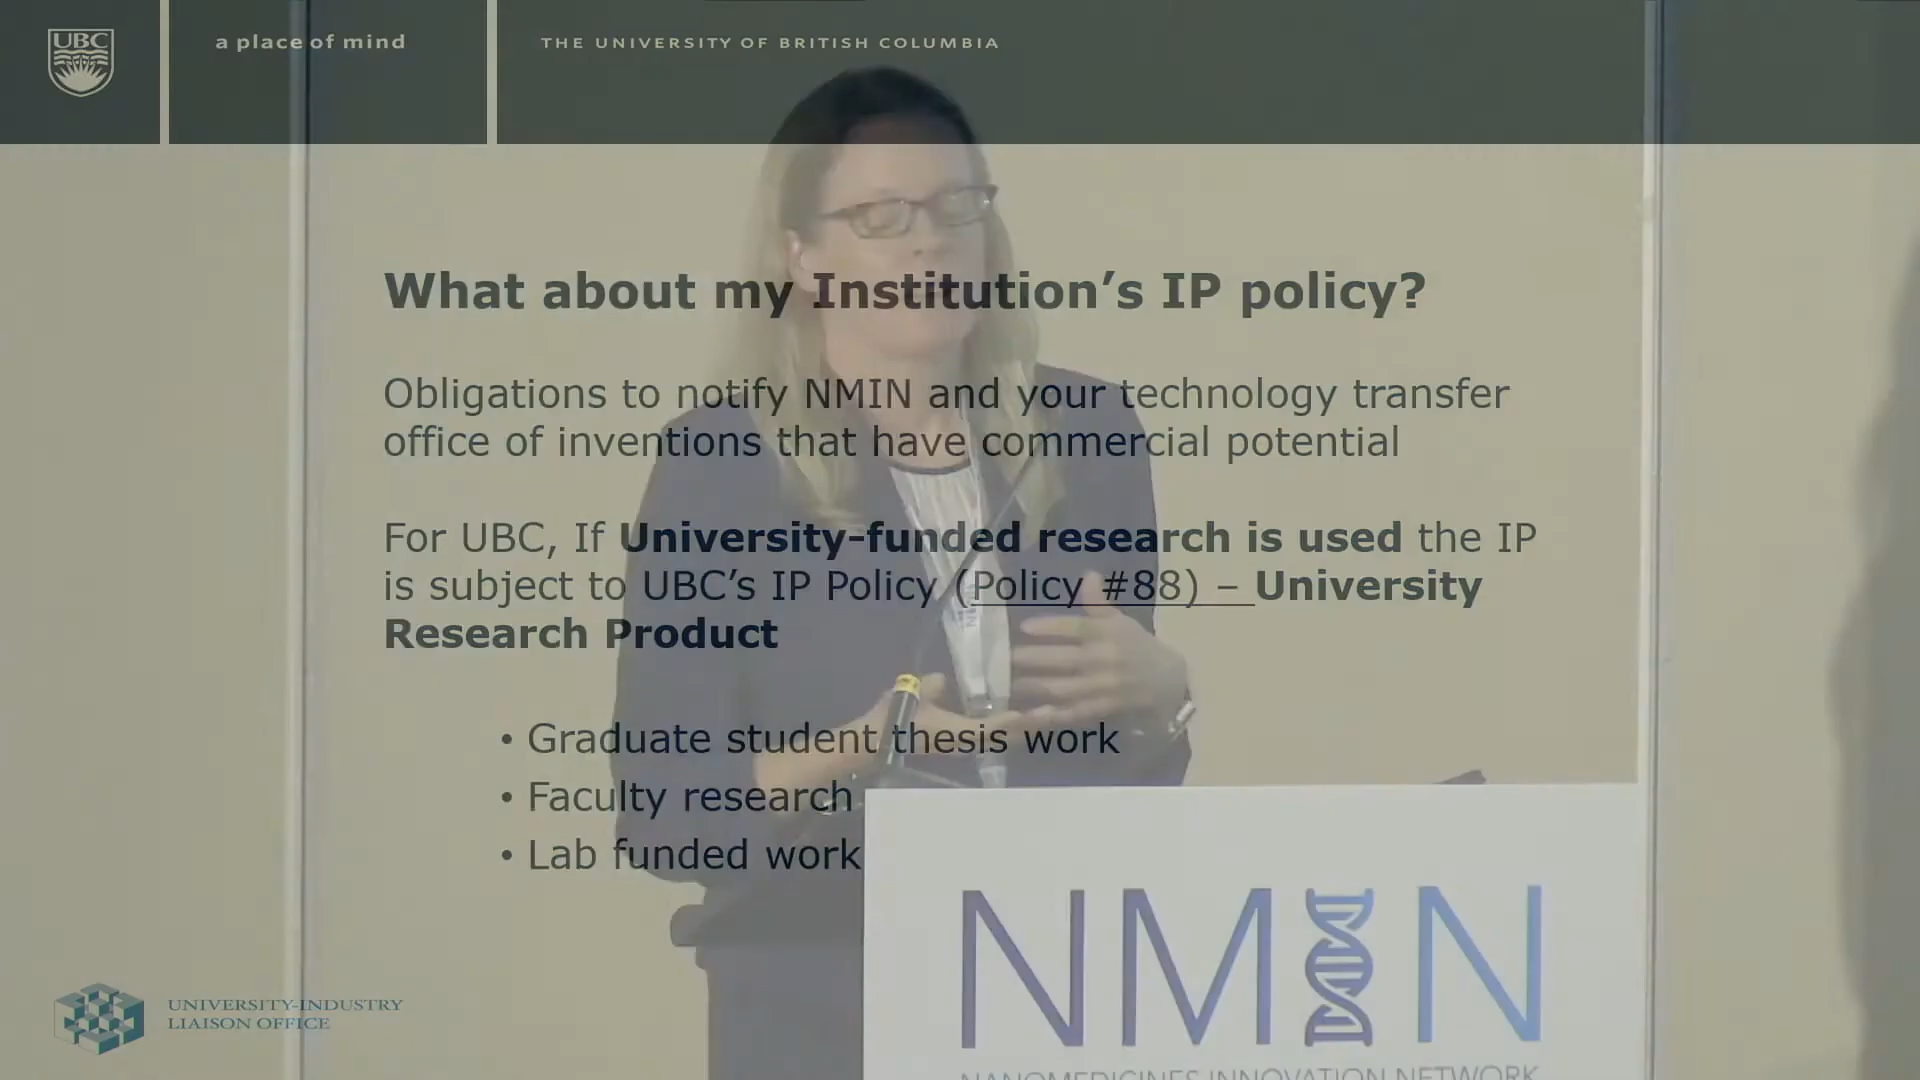 UBC
a place of mind
THE UNIVERSITY OF BRITISH COLUMBIA
What about my Institution’s IP policy?
Obligations to notify NMIN and your technology transfer
office of inventions that have commercial potential
For UBC, If University-funded research is used the IP
is subject to UBC’s IP Policy (Policy #88) – University
Research Product
• Graduate student thesis work
• Faculty research
• Lab funded work
NMIN
NANOMEDICINES INNOVATION NETWORK
UNIVERSITY-INDUSTRY
LIAISON OFFICE